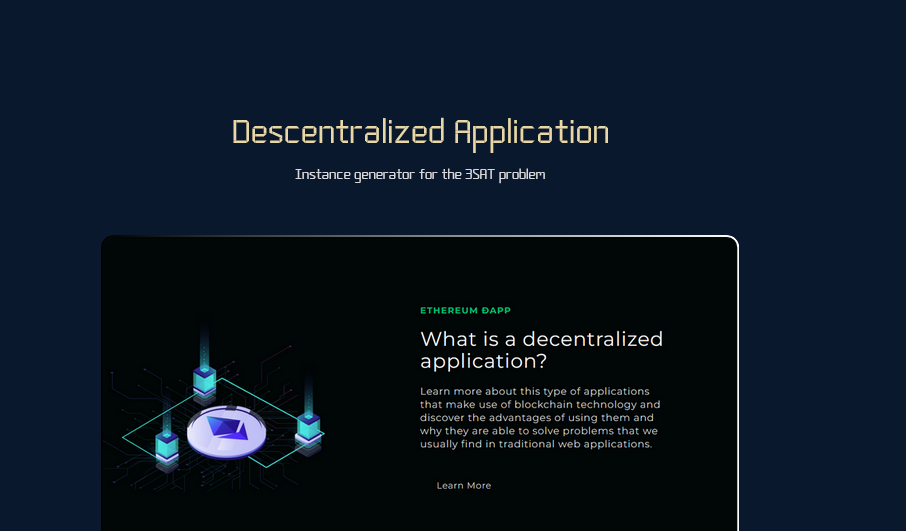 Descentralized Application
Instance generator for the 3SAT problem
ETHEREUM ĐAPP
What is a decentralized
application?
Learn more about this type of applications
that make use of blockchain technology and
discover the advantages of using them and
why they are able to solve problems that we
usually find in traditional web applications.
Learn More